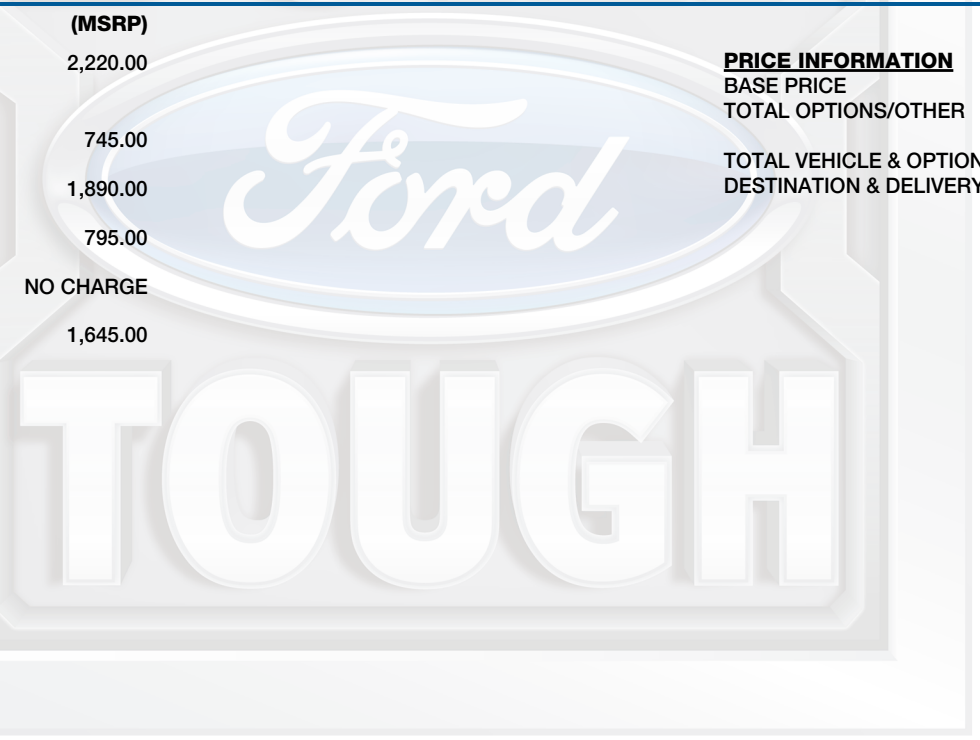 (MSRP)
2,220.00
745.00
1,890.00
795.00
NO CHARGE
1,645.00
PRICE INFORMATION
BASE PRICE
TOTAL OPTIONS/OTHER
TOTAL VEHICLE & OPTION
DESTINATION & DELIVERY
Ford
TOUGH